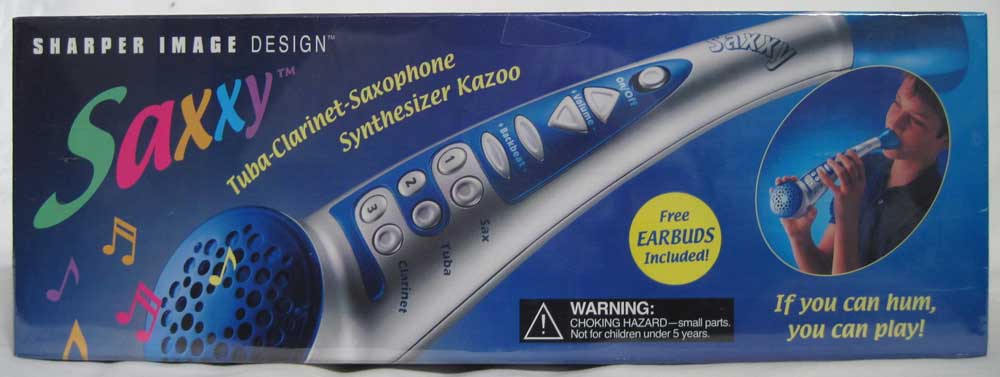 SHARPER IMAGE DESIGN™
Saxxy™
Tuba-Clarinet-Saxophone
Synthesizer Kazoo
saxxy
On/Off
Volume
Backbeat
1
2
3
Sax
Tuba
Clarinet
Free
EARBUDS
Included!
WARNING:
CHOKING HAZARD—small parts.
Not for children under 5 years.
If you can hum,
you can play!